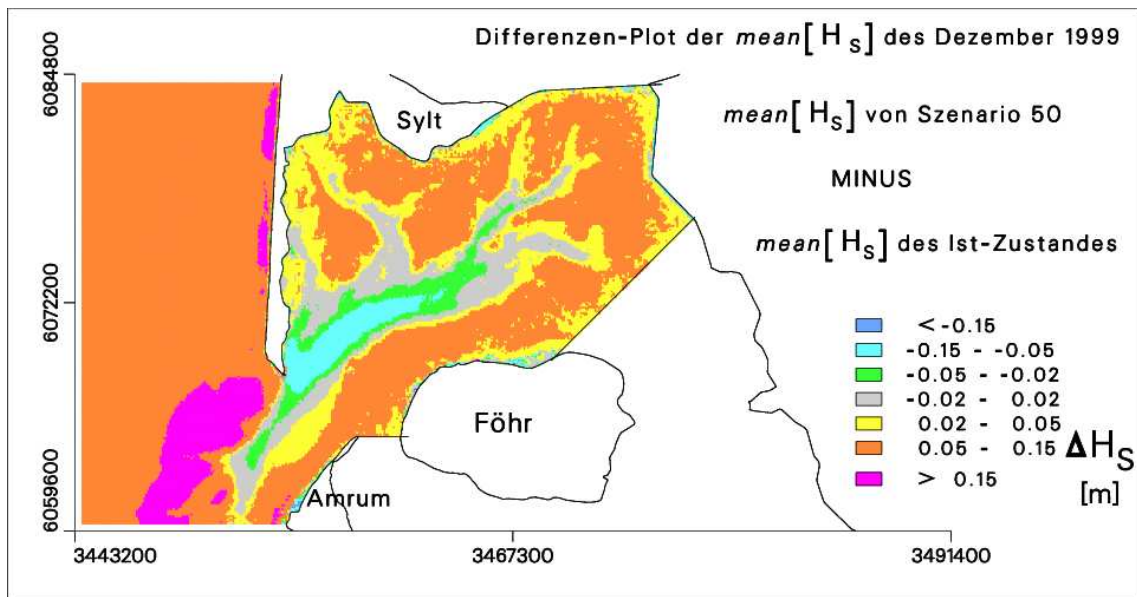 Differenzen-Plot der mean[HS] des Dezember 1999
mean[HS] von Szenario 50
MINUS
mean[HS] des Ist-Zustandes
Sylt
Föhr
Amrum
< -0.15
-0.15 - -0.05
-0.05 - -0.02
-0.02 - 0.02
0.02 - 0.05
0.05 - 0.15
> 0.15
ΔHS
[m]
6084800
6072200
6059600
3443200 3467300 3491400